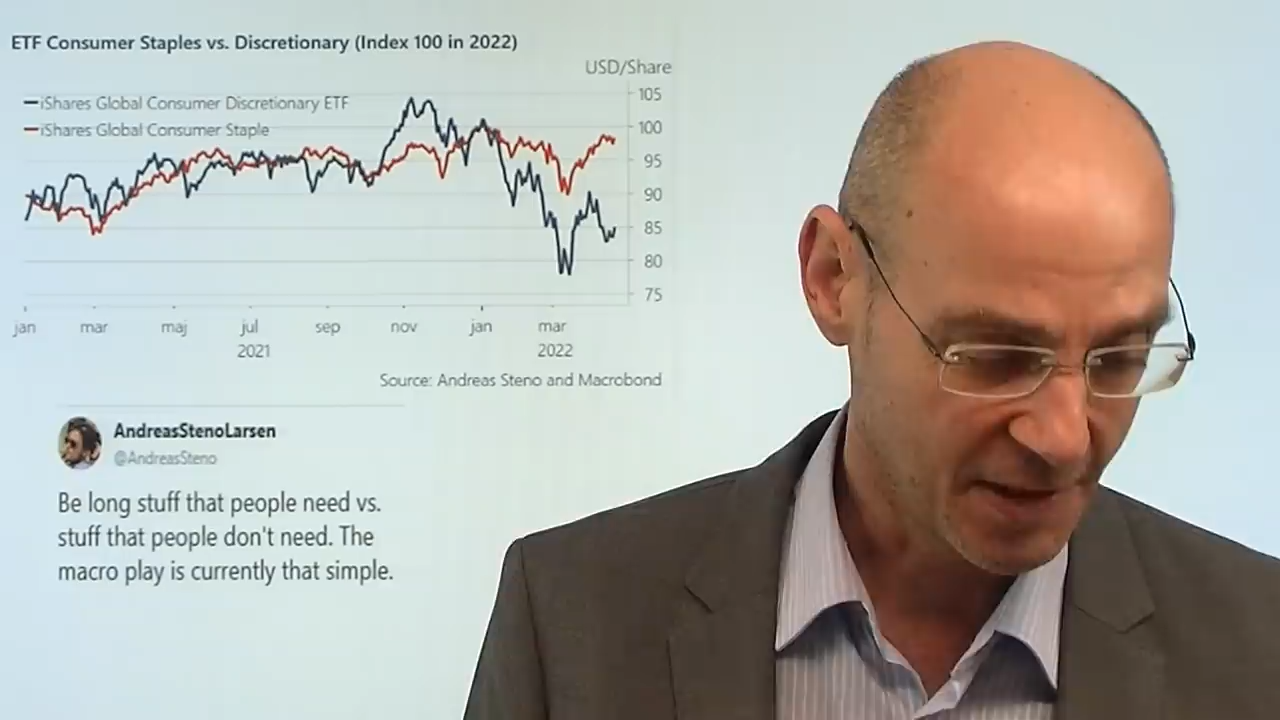 ETF Consumer Staples vs. Discretionary (Index 100 in 2022)
USD/Share
iShares Global Consumer Discretionary ETF
iShares Global Consumer Staple
105
100
95
90
85
80
75
jan mar maj jul sep nov jan mar
2021 2022
Source: Andreas Steno and Macrobond
AndreasStenoLarsen
@AndreasSteno
Be long stuff that people need vs.
stuff that people don't need. The
macro play is currently that simple.